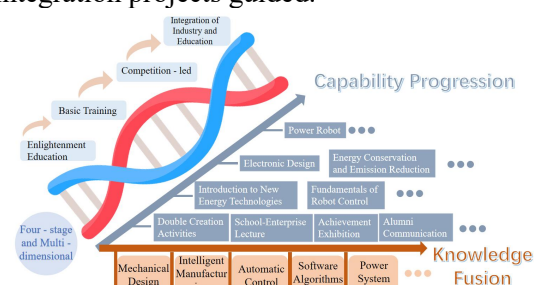 integration projects guided.
Integration of
Industry and
Education
Competition - led
Basic Training
Enlightenment
Education
Four - stage
and Multi -
dimensional
Capability Progression
Power Robot
Electronic Design
Energy Conservation
and Emission Reduction
Introduction to New
Energy Technologies
Fundamentals of
Robot Control
Double Creation
Activities
School-Enterprise
Lecture
Achievement
Exhibition
Alumni
Communication
Knowledge
Fusion
Mechanical
Design
Intelligent
Manufactur
Automatic
Control
Software
Algorithms
Power
System